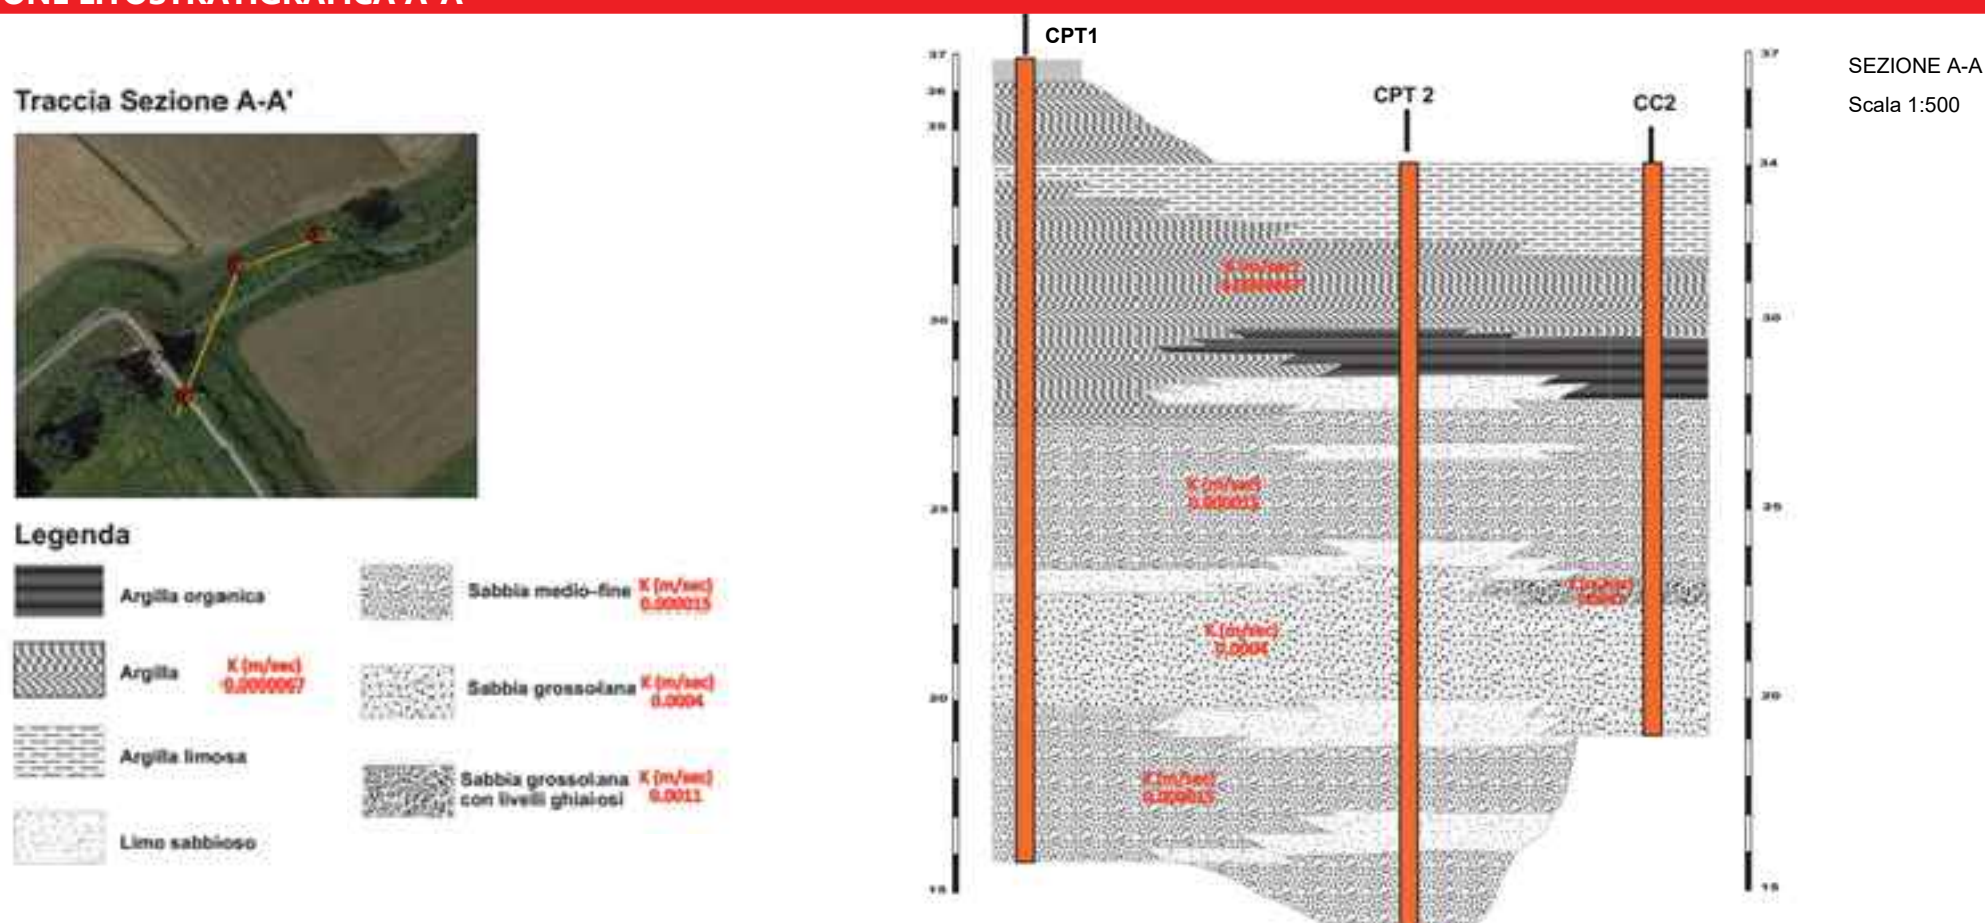 CPT1
SEZIONE A-A
Scala 1:500
Traccia Sezione A-A'
CPT 2
CC2
37
36
35
30
25
20
15
37
34
30
25
20
15
K (m/sec)
K (m/sec)
0.000015
K (m/sec)
0.0004
K (m/sec)
0.000015
Legenda
Argilla organica
Argilla
K (m/sec)
0.0000067
Argilla limosa
Limo sabbioso
Sabbia medio-fine
K (m/sec)
0.000015
Sabbia grossolana
K (m/sec)
0.0004
Sabbia grossolana
con livelli ghiaiosi
K (m/sec)
0.0011